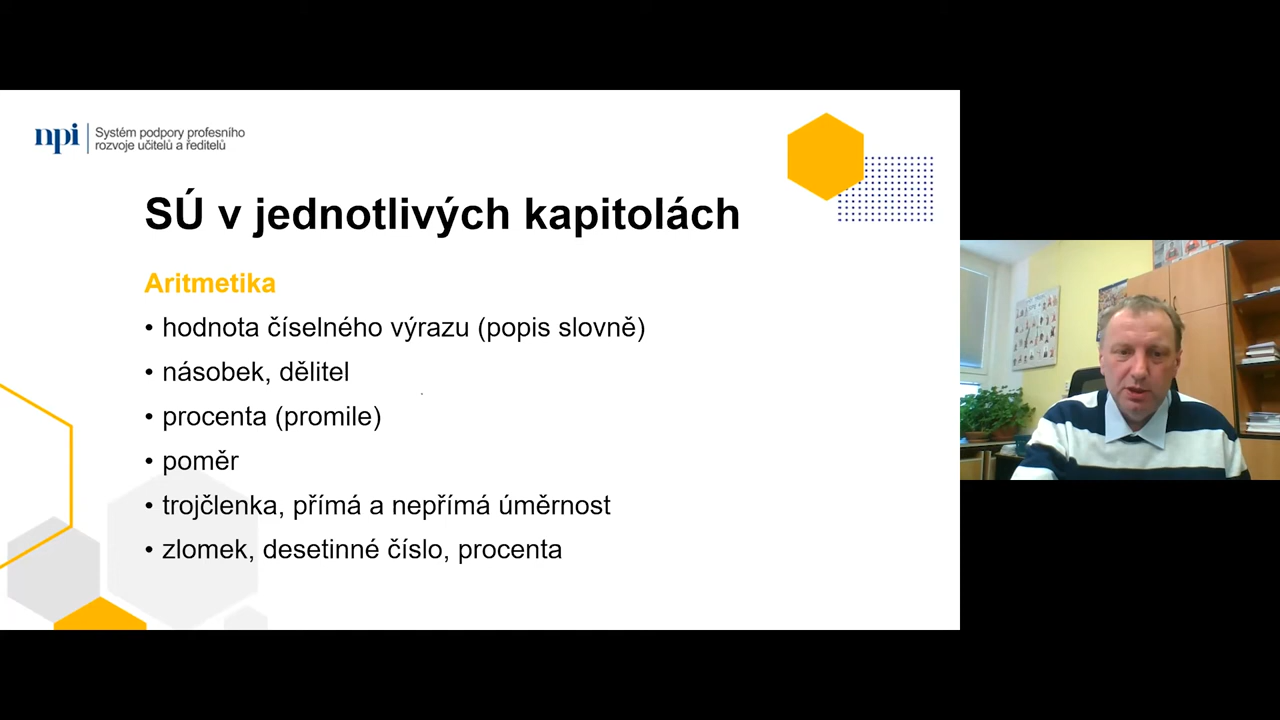 npi
Systém podpory profesního
rozvoje učitelů a ředitelů
SÚ v jednotlivých kapitolách
Aritmetika
• hodnota číselného výrazu (popis slovně)
• násobek, dělitel
• procenta (promile)
• poměr
• trojčlenka, přímá a nepřímá úměrnost
• zlomek, desetinné číslo, procenta